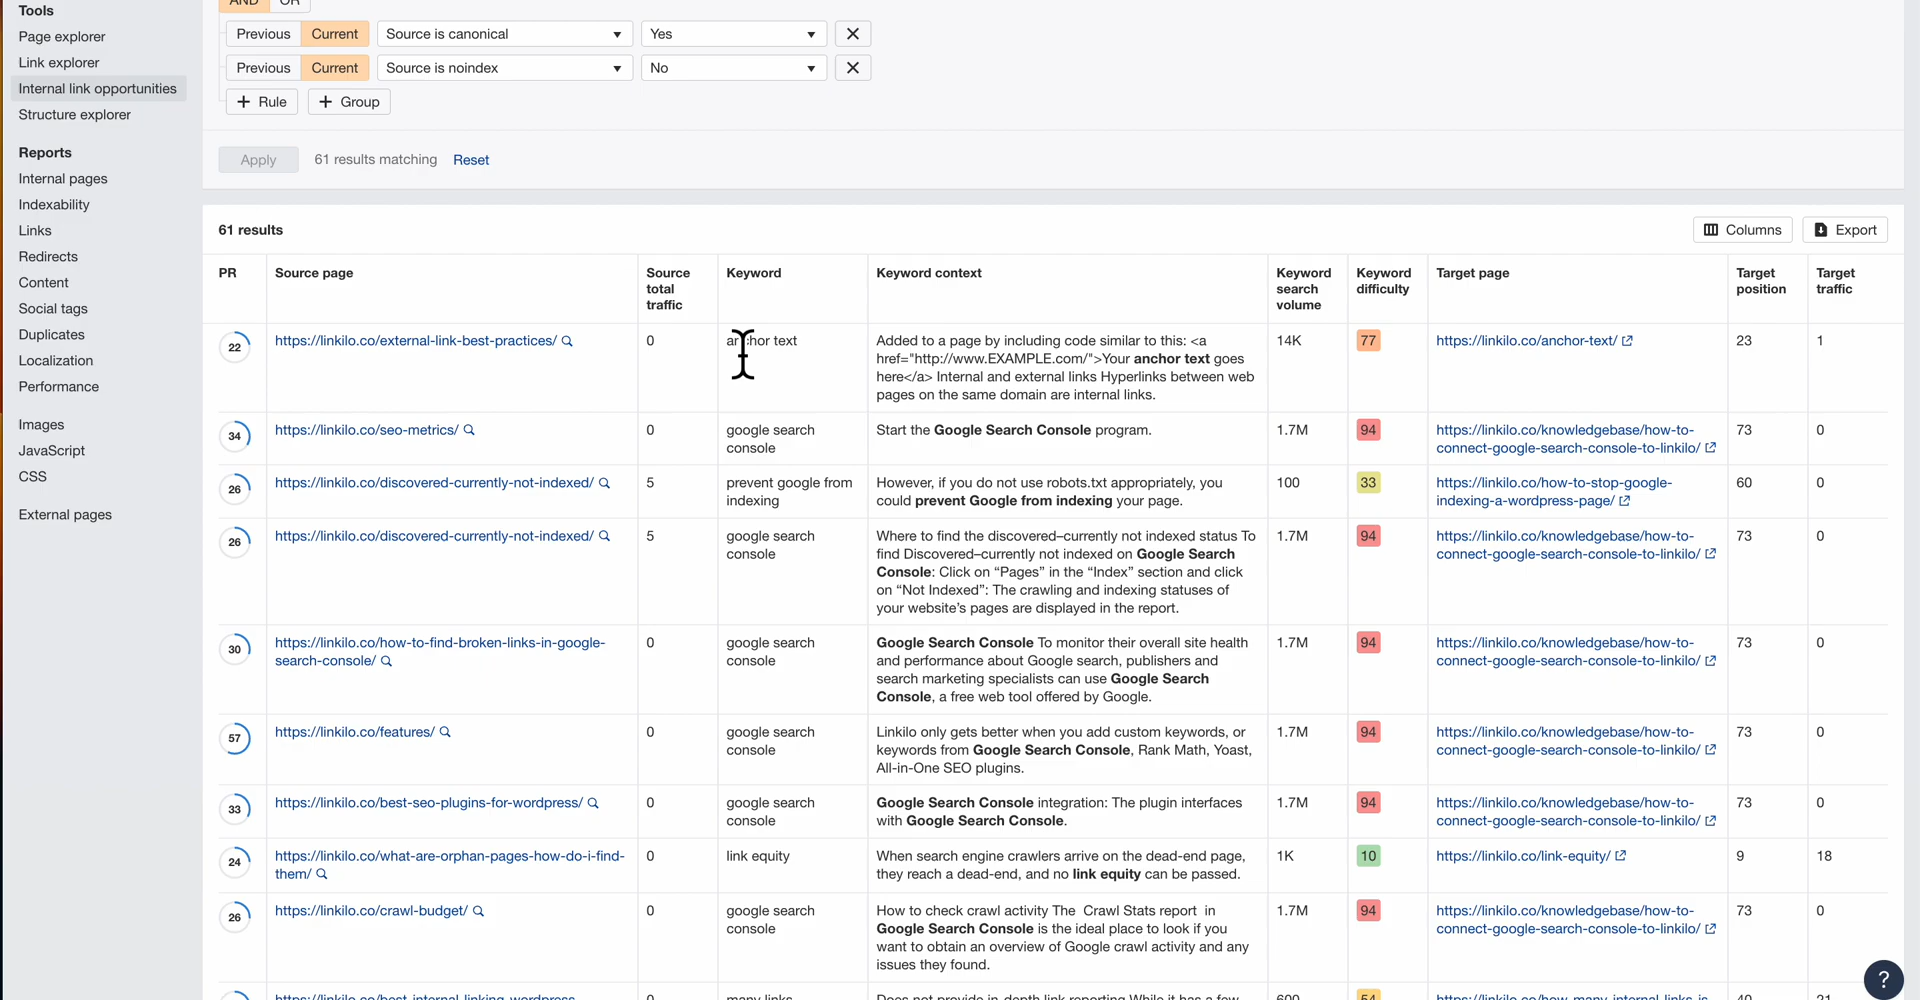 Tools
Page explorer
Link explorer
Internal link opportunities
Structure explorer
Reports
Internal pages
Indexability
Links
Redirects
Content
Social tags
Duplicates
Localization
Performance
Images
JavaScript
CSS
External pages
AND OR
Previous Current Source is canonical Yes
Previous Current Source is noindex No
+ Rule + Group
Apply 61 results matching Reset
61 results
Columns Export
PR
Source page
Source
total
traffic
Keyword
Keyword context
Keyword
search
volume
Keyword
difficulty
Target page
Target
position
Target
traffic
22
https://linkilo.co/external-link-best-practices/
0
anchor text
Added to a page by including code similar to this: <a
href="http://www.EXAMPLE.com/">Your anchor text goes
here</a> Internal and external links Hyperlinks between web
pages on the same domain are internal links.
14K
77
https://linkilo.co/anchor-text/
23
1
34
https://linkilo.co/seo-metrics/
0
google search
console
Start the Google Search Console program.
1.7M
94
https://linkilo.co/knowledgebase/how-to-
connect-google-search-console-to-linkilo/
73
0
26
https://linkilo.co/discovered-currently-not-indexed/
5
prevent google from
indexing
However, if you do not use robots.txt appropriately, you
could prevent Google from indexing your page.
100
33
https://linkilo.co/how-to-stop-google-
indexing-a-wordpress-page/
60
0
26
https://linkilo.co/discovered-currently-not-indexed/
5
google search
console
Where to find the discovered–currently not indexed status To
find Discovered–currently not indexed on Google Search
Console: Click on “Pages” in the “Index” section and click
on “Not Indexed”: The crawling and indexing statuses of
your website’s pages are displayed in the report.
1.7M
94
https://linkilo.co/knowledgebase/how-to-
connect-google-search-console-to-linkilo/
73
0
30
https://linkilo.co/how-to-find-broken-links-in-google-
search-console/
0
google search
console
Google Search Console To monitor their overall site health
and performance about Google search, publishers and
search marketing specialists can use Google Search
Console, a free web tool offered by Google.
1.7M
94
https://linkilo.co/knowledgebase/how-to-
connect-google-search-console-to-linkilo/
73
0
57
https://linkilo.co/features/
0
google search
console
Linkilo only gets better when you add custom keywords, or
keywords from Google Search Console, Rank Math, Yoast,
All-in-One SEO plugins.
1.7M
94
https://linkilo.co/knowledgebase/how-to-
connect-google-search-console-to-linkilo/
73
0
33
https://linkilo.co/best-seo-plugins-for-wordpress/
0
google search
console
Google Search Console integration: The plugin interfaces
with Google Search Console.
1.7M
94
https://linkilo.co/knowledgebase/how-to-
connect-google-search-console-to-linkilo/
73
0
24
https://linkilo.co/what-are-orphan-pages-how-do-i-find-
them/
0
link equity
When search engine crawlers arrive on the dead-end page,
they reach a dead-end, and no link equity can be passed.
1K
10
https://linkilo.co/link-equity/
9
18
26
https://linkilo.co/crawl-budget/
0
google search
console
How to check crawl activity The Crawl Stats report in
Google Search Console is the ideal place to look if you
want to obtain an overview of Google crawl activity and any
issues they found.
1.7M
94
https://linkilo.co/knowledgebase/how-to-
connect-google-search-console-to-linkilo/
73
0
https://linkilo.co/best-internal-linking-wordpress-
0
many links
Does not provide in-depth link reporting While it has a few
600
54
https://linkilo.co/how-many-internal-links-is-
40
21
?